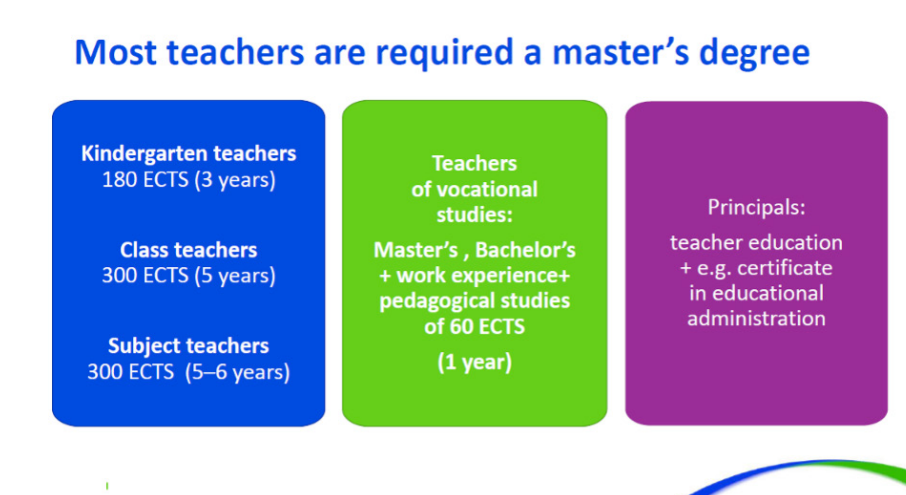 Most teachers are required a master's degree
Kindergarten teachers
180 ECTS (3 years)
Class teachers
300 ECTS (5 years)
Subject teachers
300 ECTS (5–6 years)
Teachers
of vocational
studies:
Master's , Bachelor's
+ work experience+
pedagogical studies
of 60 ECTS
(1 year)
Principals:
teacher education
+ e.g. certificate
in educational
administration